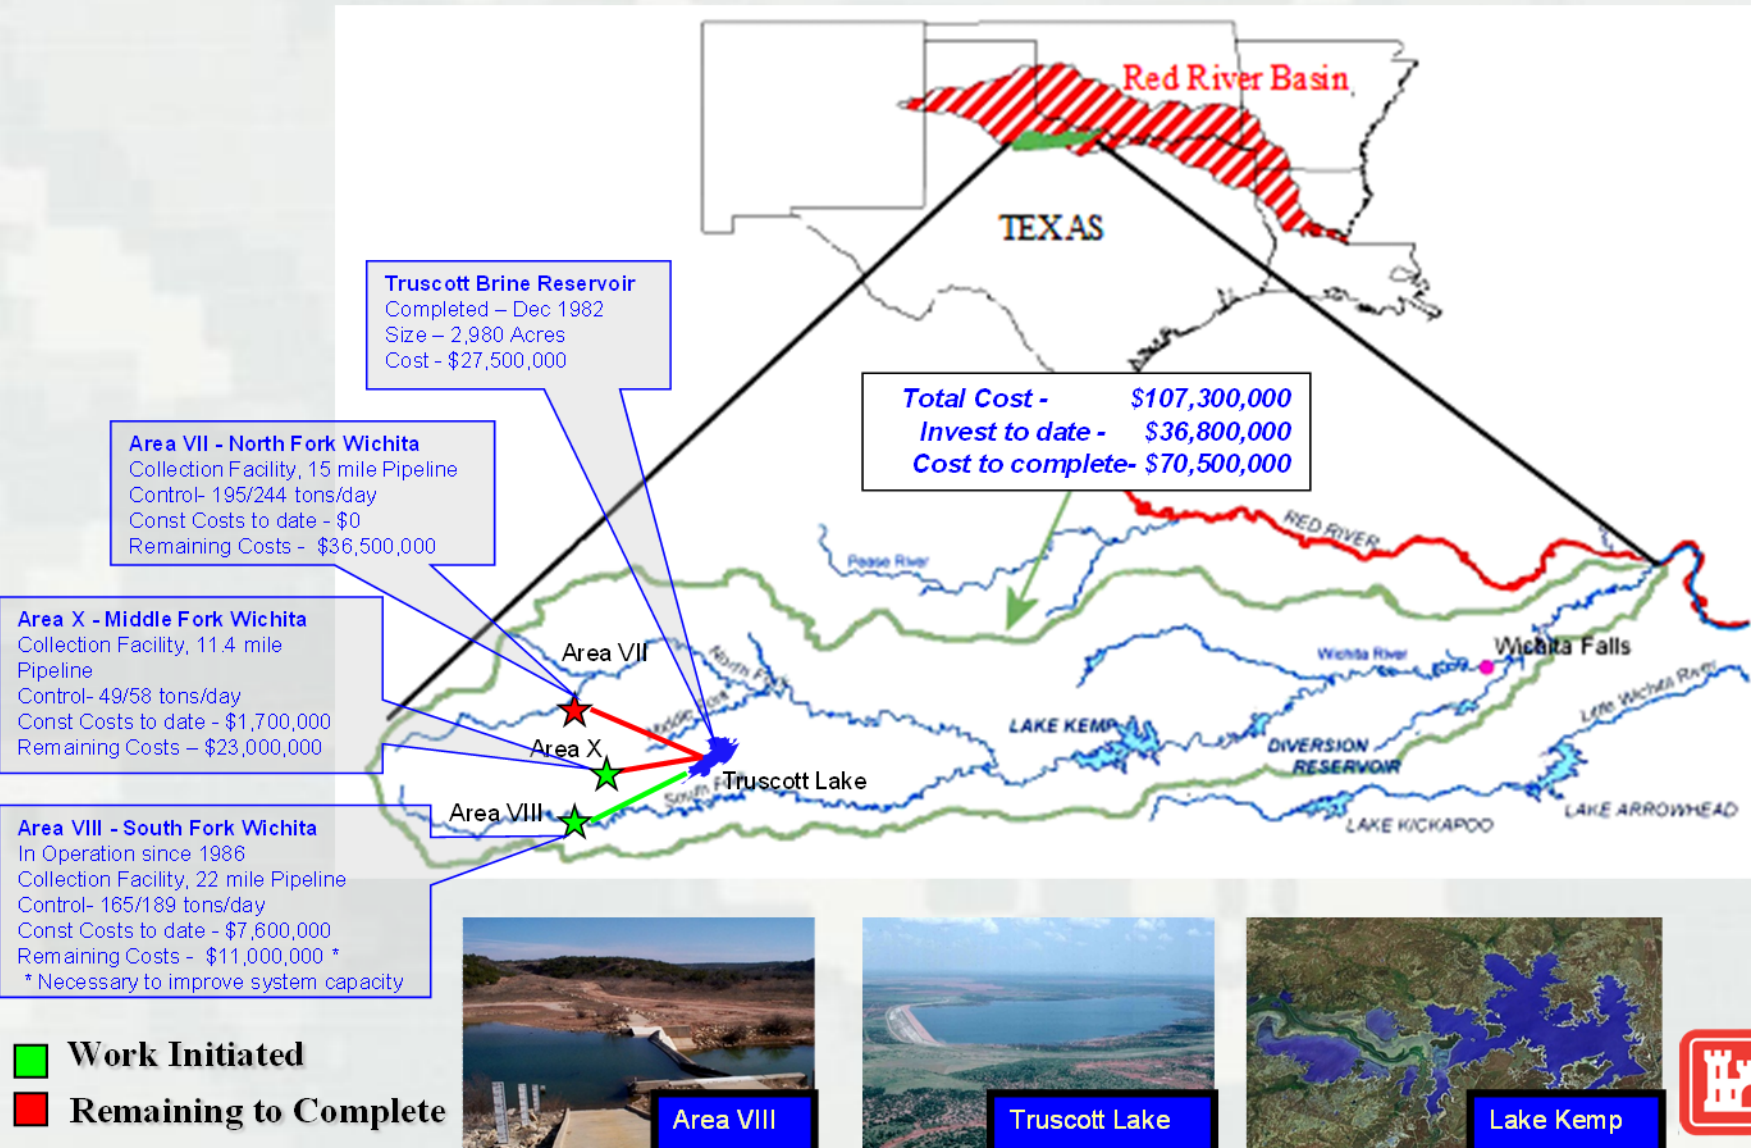 Red River Basin
TEXAS
Truscott Brine Reservoir
Completed – Dec 1982
Size – 2,980 Acres
Cost - $27,500,000
Total Cost - $107,300,000
Invest to date - $36,800,000
Cost to complete- $70,500,000
Area VII - North Fork Wichita
Collection Facility, 15 mile Pipeline
Control- 195/244 tons/day
Const Costs to date - $0
Remaining Costs - $36,500,000
RED RIVER
Pease River
Area X - Middle Fork Wichita
Collection Facility, 11.4 mile
Pipeline
Control- 49/58 tons/day
Const Costs to date - $1,700,000
Remaining Costs – $23,000,000
Area VII
North Fork
Middle Fork
Area X
Truscott Lake
South Fork
Area VIII
Wichita River
Wichita Falls
Little Wichita River
LAKE KEMP
DIVERSION
RESERVOIR
LAKE KICKAPOO
LAKE ARROWHEAD
Area VIII - South Fork Wichita
In Operation since 1986
Collection Facility, 22 mile Pipeline
Control- 165/189 tons/day
Const Costs to date - $7,600,000
Remaining Costs - $11,000,000 *
* Necessary to improve system capacity
Work Initiated
Remaining to Complete
Area VIII
Truscott Lake
Lake Kemp